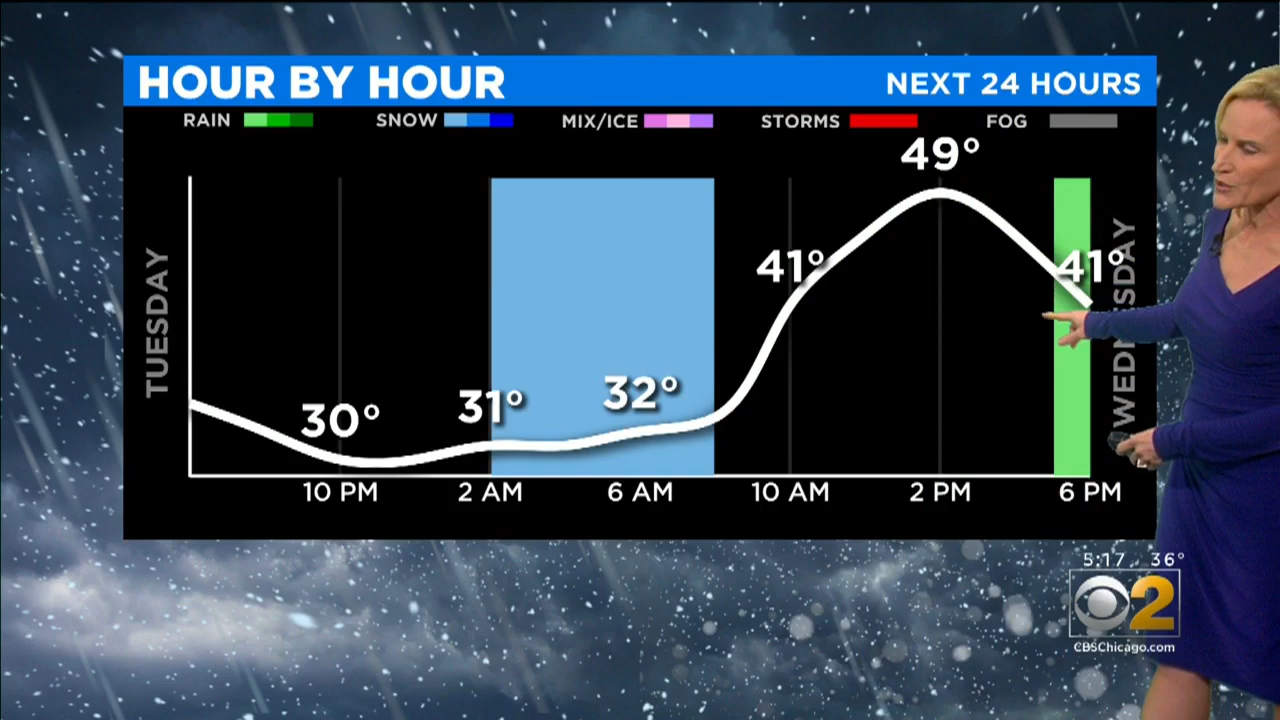 HOUR BY HOUR NEXT 24 HOURS
RAIN SNOW MIX/ICE STORMS FOG
49°
41° 41°
30° 31° 32°
TUESDAY
WEDNESDAY
10 PM 2 AM 6 AM 10 AM 2 PM 6 PM
5:17 36°
2
CBSChicago.com